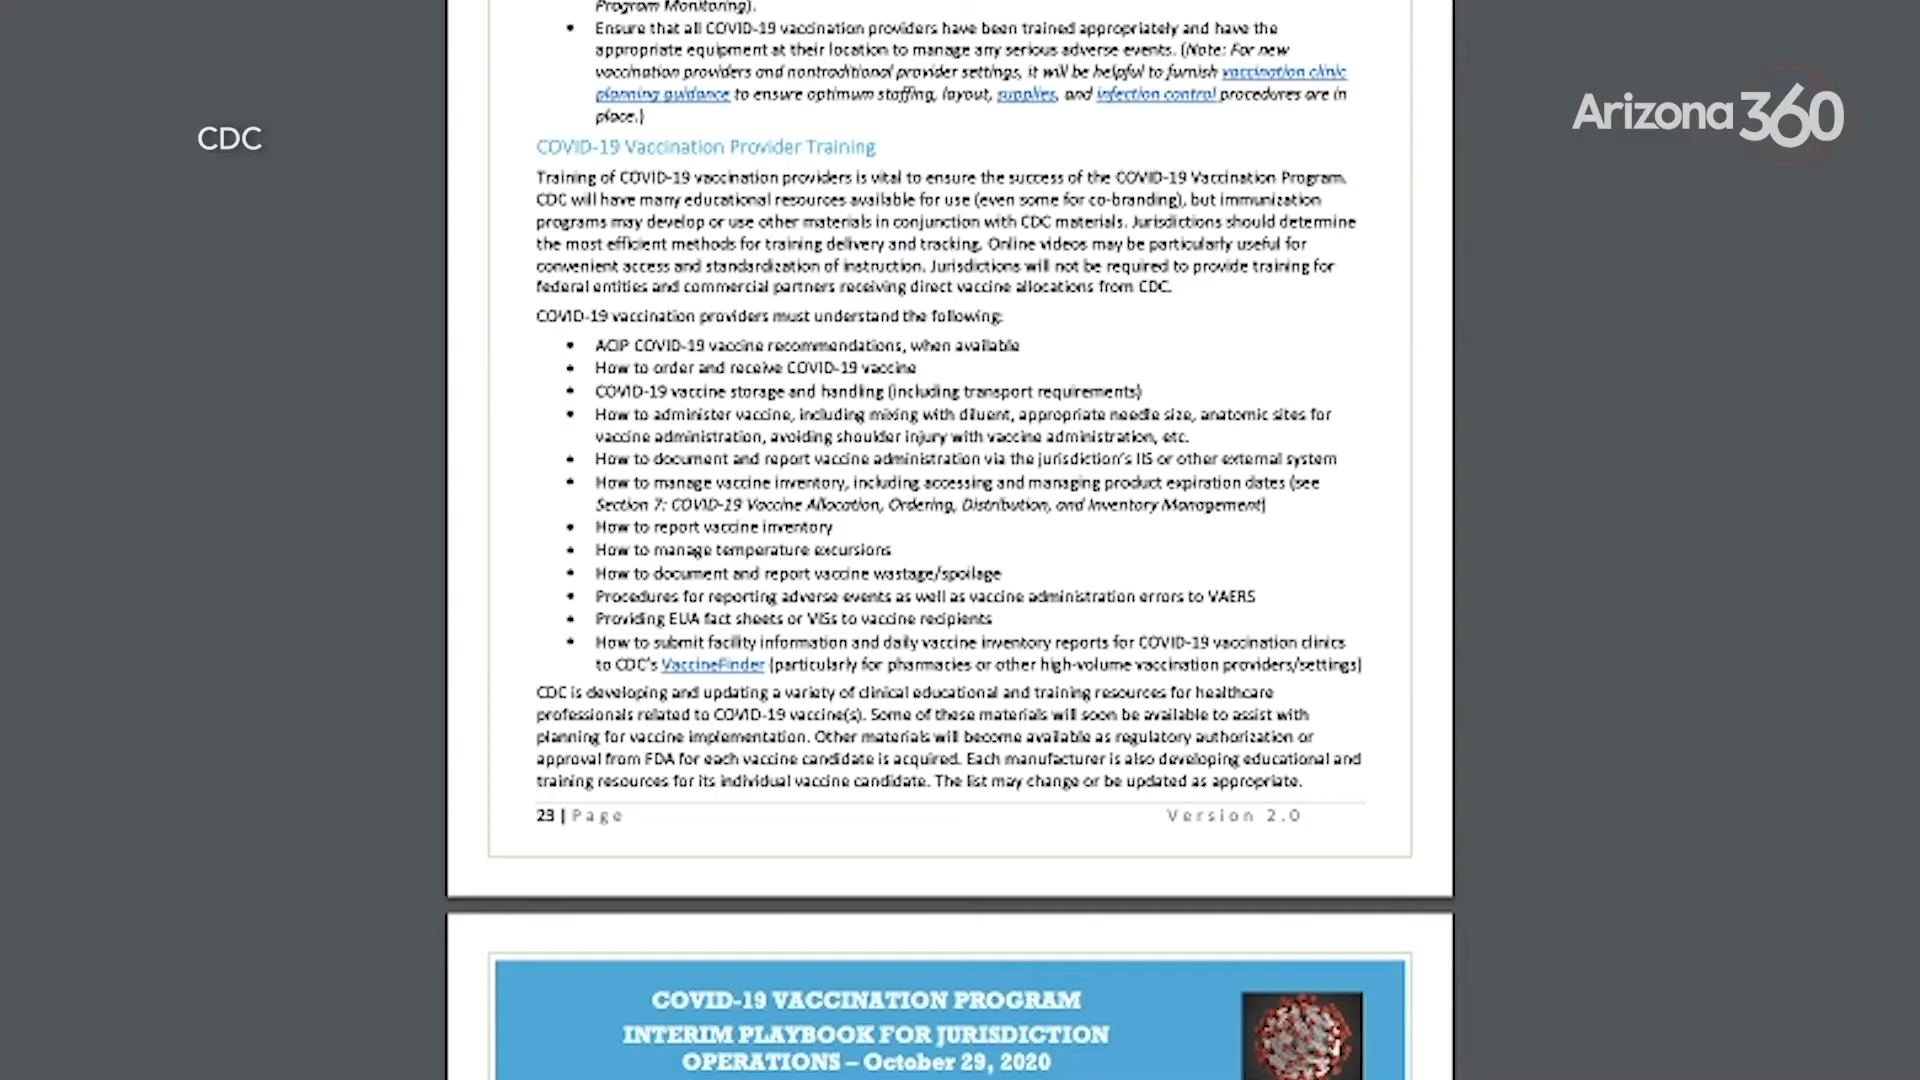 Program Monitoring).
• Ensure that all COVID-19 vaccination providers have been trained appropriately and have the
appropriate equipment at their location to manage any serious adverse events. (Note: For new
vaccination providers and nontraditional provider settings, it will be helpful to furnish vaccination clinic
planning guidance to ensure optimum staffing, layout, supplies, and infection control procedures are in
place.)
Arizona 360
CDC
COVID-19 Vaccination Provider Training
Training of COVID-19 vaccination providers is vital to ensure the success of the COVID-19 Vaccination Program.
CDC will have many educational resources available for use (even some for co-branding), but immunization
programs may develop or use other materials in conjunction with CDC materials. Jurisdictions should determine
the most efficient methods for training delivery and tracking. Online videos may be particularly useful for
convenient access and standardization of instruction. Jurisdictions will not be required to provide training for
federal entities and commercial partners receiving direct vaccine allocations from CDC.
COVID-19 vaccination providers must understand the following:
• ACIP COVID-19 vaccine recommendations, when available
• How to order and receive COVID-19 vaccine
• COVID-19 vaccine storage and handling (including transport requirements)
• How to administer vaccine, including mixing with diluent, appropriate needle size, anatomic sites for
vaccine administration, avoiding shoulder injury with vaccine administration, etc.
• How to document and report vaccine administration via the jurisdiction's IIS or other external system
• How to manage vaccine inventory, including accessing and managing product expiration dates (see
Section 7: COVID-19 Vaccine Allocation, Ordering, Distribution, and Inventory Management)
• How to report vaccine inventory
• How to manage temperature excursions
• How to document and report vaccine wastage/spoilage
• Procedures for reporting adverse events as well as vaccine administration errors to VAERS
• Providing EUA fact sheets or VISs to vaccine recipients
• How to submit facility information and daily vaccine inventory reports for COVID-19 vaccination clinics
to CDC's VaccineFinder (particularly for pharmacies or other high-volume vaccination providers/settings)
CDC is developing and updating a variety of clinical educational and training resources for healthcare
professionals related to COVID-19 vaccine(s). Some of these materials will soon be available to assist with
planning for vaccine implementation. Other materials will become available as regulatory authorization or
approval from FDA for each vaccine candidate is acquired. Each manufacturer is also developing educational and
training resources for its individual vaccine candidate. The list may change or be updated as appropriate.
23 | Page Version 2.0
COVID-19 VACCINATION PROGRAM
INTERIM PLAYBOOK FOR JURISDICTION
OPERATIONS – October 29, 2020